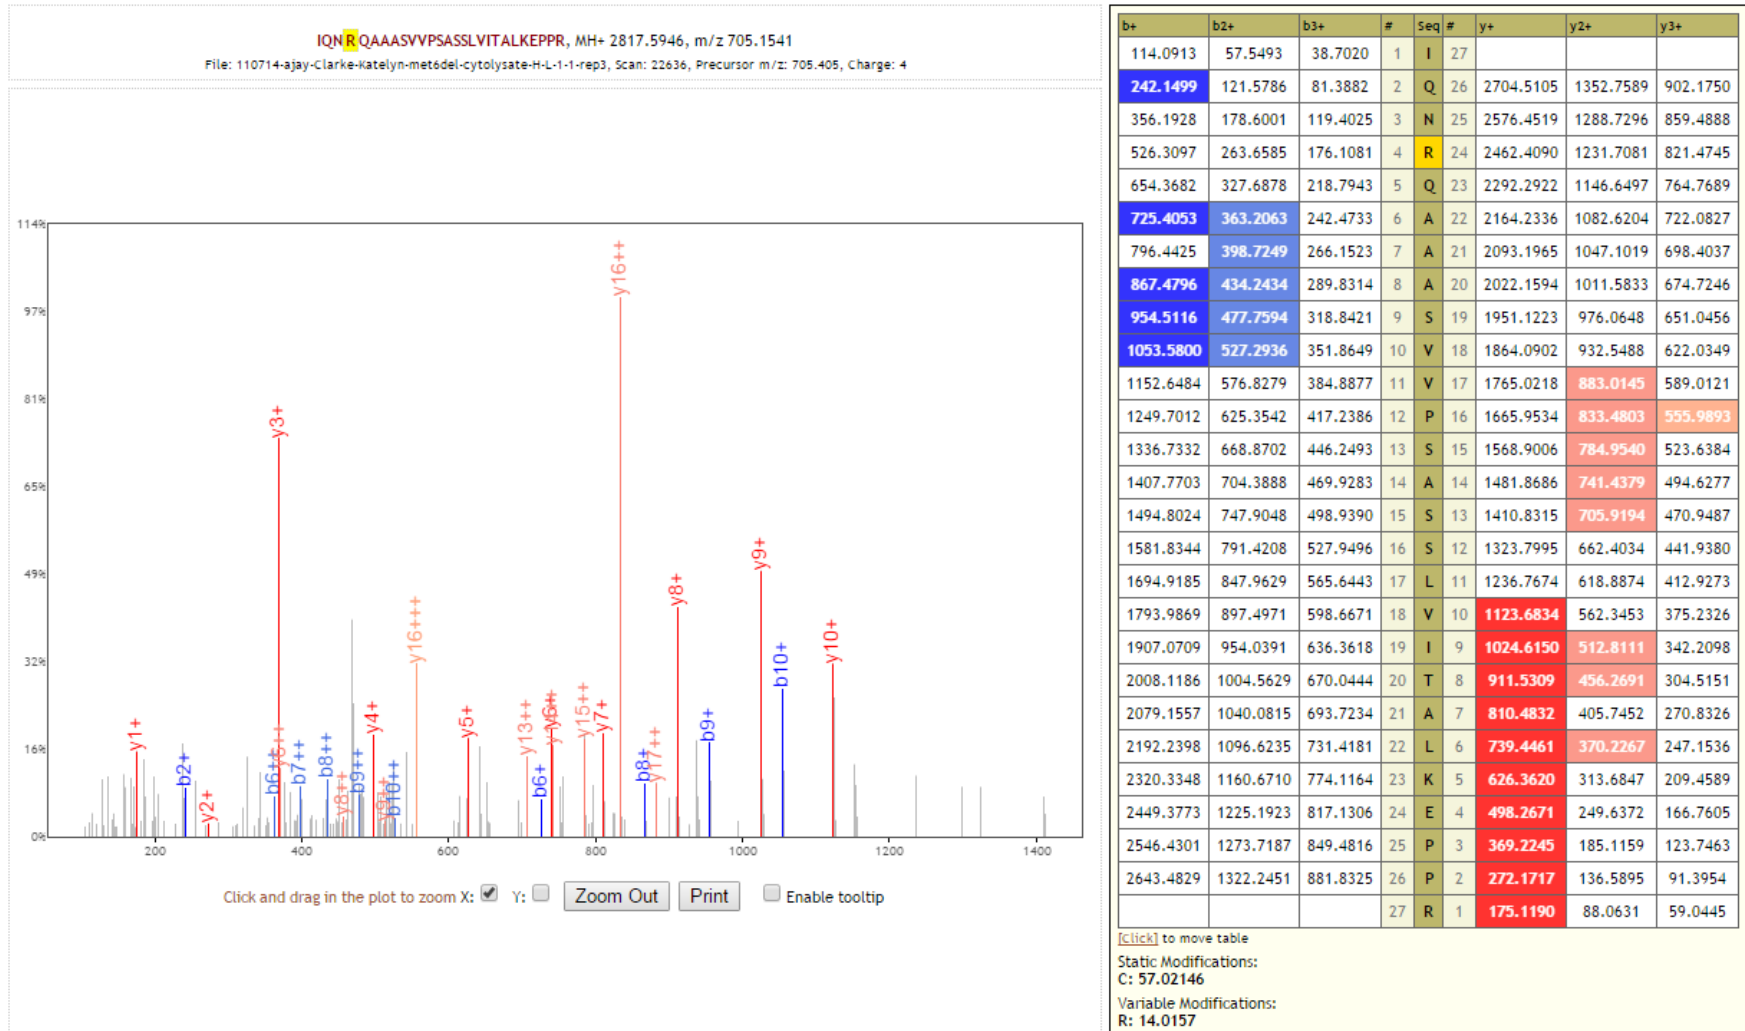 IQNRQAAASVVPSASSLVITALKEPPR, MH+ 2817.5946, m/z 705.1541
File: 110714-ajay-Clarke-Katelyn-met6del-cytolysate-H-L-1-1-rep3, Scan: 22636, Precursor m/z: 705.405, Charge: 4
114%
97%
81%
65%
49%
32%
16%
0%
y1+
b2+
y2+
b6++
y3+
y6++
b7++
b8++
y8++
b9++
y4+
y9++
b10++
y16+++
y5+
y13++
b6+
y6+
y15++
y7+
y16++
b8+
y17++
y8+
b9+
y9+
b10+
y10+
200 400 600 800 1000 1200 1400
Click and drag in the plot to zoom X: Y: Zoom Out Print Enable tooltip
b+ b2+ b3+ # Seq # y+ y2+ y3+
114.0913 57.5493 38.7020 1 I 27
242.1499 121.5786 81.3882 2 Q 26 2704.5105 1352.7589 902.1750
356.1928 178.6001 119.4025 3 N 25 2576.4519 1288.7296 859.4888
526.3097 263.6585 176.1081 4 R 24 2462.4090 1231.7081 821.4745
654.3682 327.6878 218.7943 5 Q 23 2292.2922 1146.6497 764.7689
725.4053 363.2063 242.4733 6 A 22 2164.2336 1082.6204 722.0827
796.4425 398.7249 266.1523 7 A 21 2093.1965 1047.1019 698.4037
867.4796 434.2434 289.8314 8 A 20 2022.1594 1011.5833 674.7246
954.5116 477.7594 318.8421 9 S 19 1951.1223 976.0648 651.0456
1053.5800 527.2936 351.8649 10 V 18 1864.0902 932.5488 622.0349
1152.6484 576.8279 384.8877 11 V 17 1765.0218 883.0145 589.0121
1249.7012 625.3542 417.2386 12 P 16 1665.9534 833.4803 555.9893
1336.7332 668.8702 446.2493 13 S 15 1568.9006 784.9540 523.6384
1407.7703 704.3888 469.9283 14 A 14 1481.8686 741.4379 494.6277
1494.8024 747.9048 498.9390 15 S 13 1410.8315 705.9194 470.9487
1581.8344 791.4208 527.9496 16 S 12 1323.7995 662.4034 441.9380
1694.9185 847.9629 565.6443 17 L 11 1236.7674 618.8874 412.9273
1793.9869 897.4971 598.6671 18 V 10 1123.6834 562.3453 375.2326
1907.0709 954.0391 636.3618 19 I 9 1024.6150 512.8111 342.2098
2008.1186 1004.5629 670.0444 20 T 8 911.5309 456.2691 304.5151
2079.1557 1040.0815 693.7234 21 A 7 810.4832 405.7452 270.8326
2192.2398 1096.6235 731.4181 22 L 6 739.4461 370.2267 247.1536
2320.3348 1160.6710 774.1164 23 K 5 626.3620 313.6847 209.4589
2449.3773 1225.1923 817.1306 24 E 4 498.2671 249.6372 166.7605
2546.4301 1273.7187 849.4816 25 P 3 369.2245 185.1159 123.7463
2643.4829 1322.2451 881.8325 26 P 2 272.1717 136.5895 91.3954
27 R 1 175.1190 88.0631 59.0445
[Click] to move table
Static Modifications:
C: 57.02146
Variable Modifications:
R: 14.0157